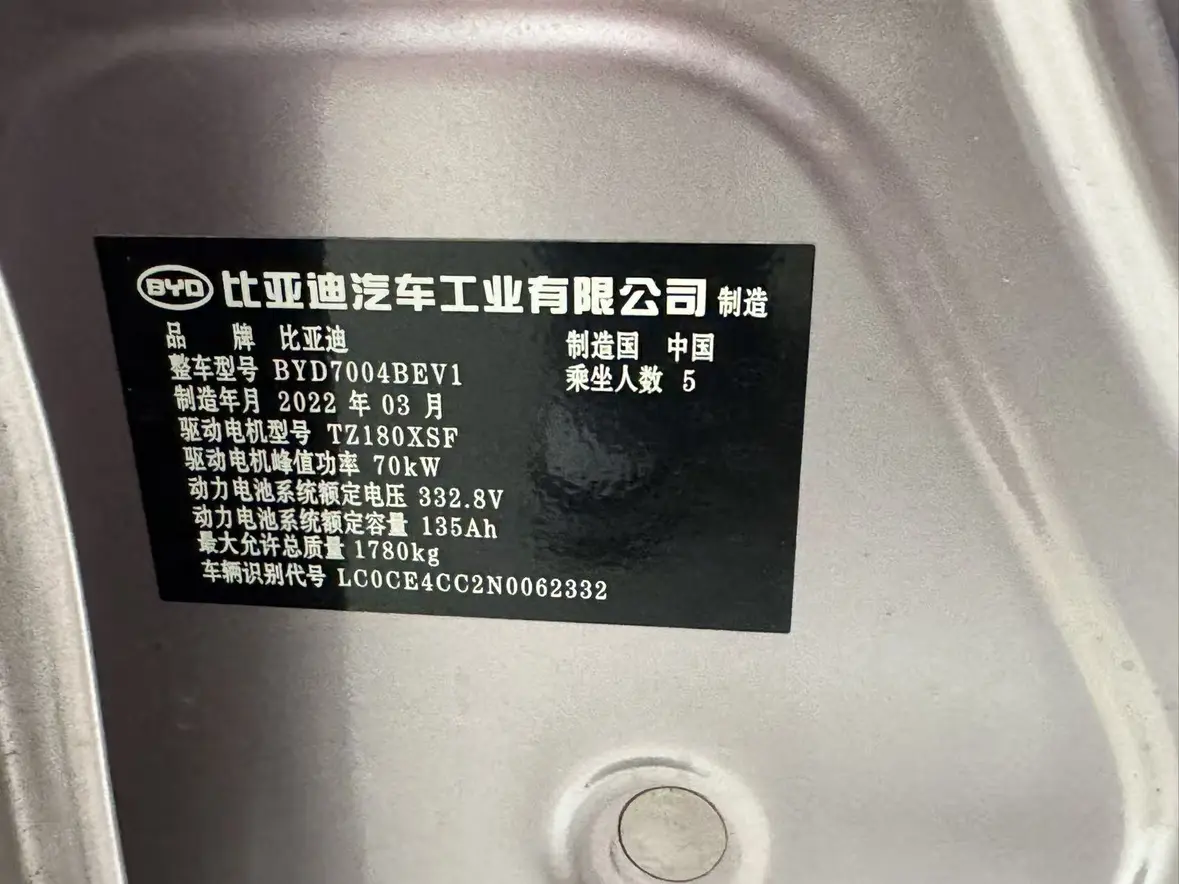 BYD 比亚迪汽车工业有限公司 制造
品 牌 比亚迪
制造国 中国
整车型号 BYD7004BEV1
乘坐人数 5
制造年月 2022 年 03 月
驱动电机型号 TZ180XSF
驱动电机峰值功率 70kW
动力电池系统额定电压 332.8V
动力电池系统额定容量 135Ah
最大允许总质量 1780kg
车辆识别代号 LC0CE4CC2N0062332